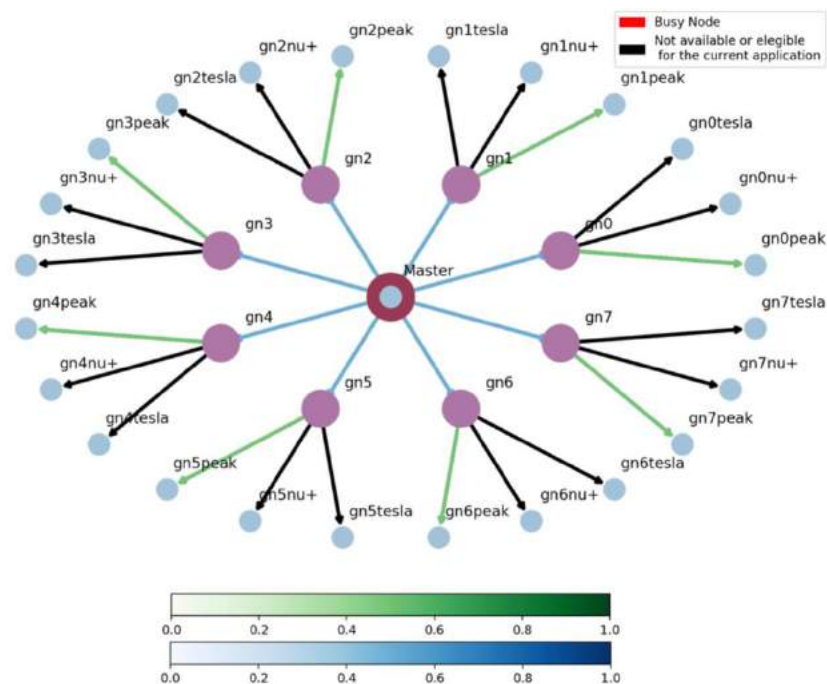 Busy Node
Not available or elegible
for the current application
gn2peak
gn1tesla
gn2nu+
gn1nu+
gn2tesla
gn1peak
gn3peak
gn0tesla
gn2
gn1
gn3nu+
gn0nu+
gn3
gn0
gn3tesla
gn0peak
Master
gn4peak
gn7tesla
gn4
gn7
gn4nu+
gn7nu+
gn5
gn6
gn4tesla
gn7peak
gn5peak
gn6tesla
gn5nu+
gn6nu+
gn5tesla
gn6peak
0.0 0.2 0.4 0.6 0.8 1.0
0.0 0.2 0.4 0.6 0.8 1.0